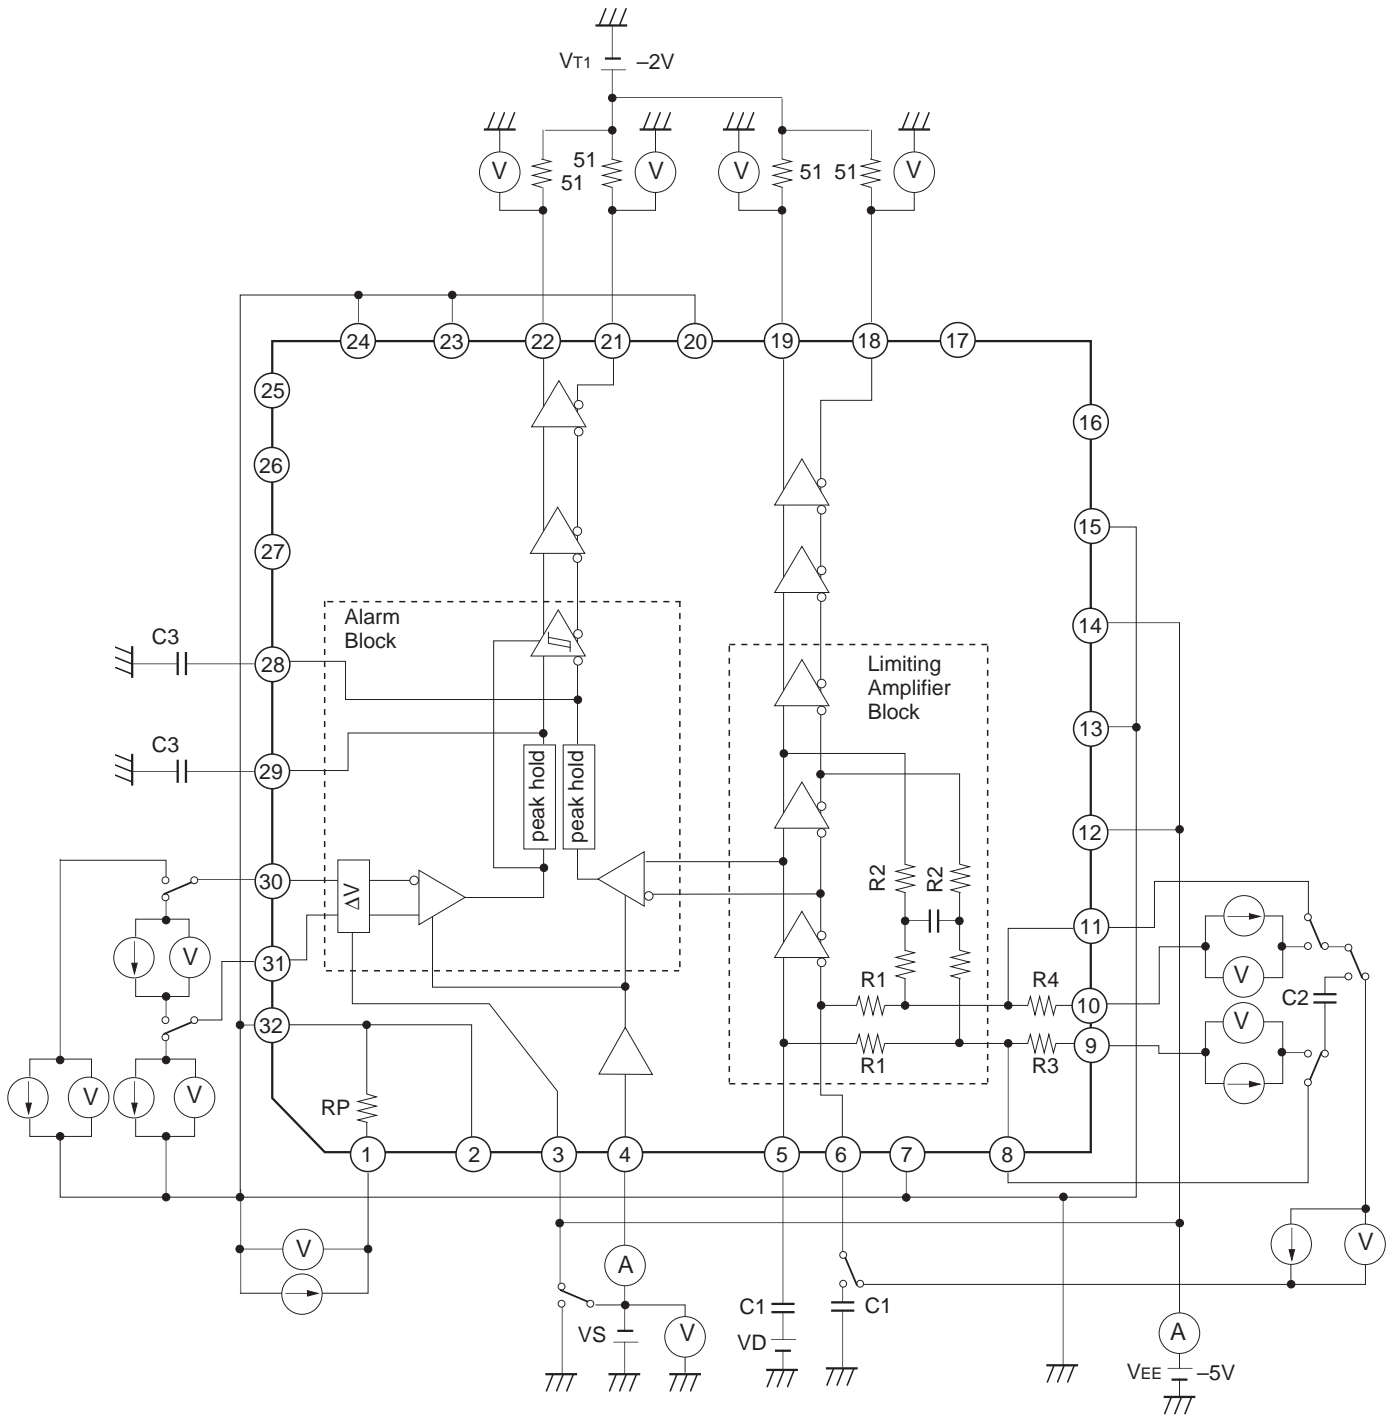 VT1 –2V
V 51 51 V V 51 51 V
24 23 22 21 20 19 18 17
25
16
26
15
27
Alarm
Block
14
C3
28
Limiting
Amplifier
Block
13
C3
29
peak hold
peak hold
12
30
ΔV
R2 R2
11
V
V
31
R1 R4
10
C2
V
32
9
R1 R3
V
V
V
RP
1 2 3 4 5 6 7 8
V
A
V
C1 C1
VS
V
VD
A
VEE –5V